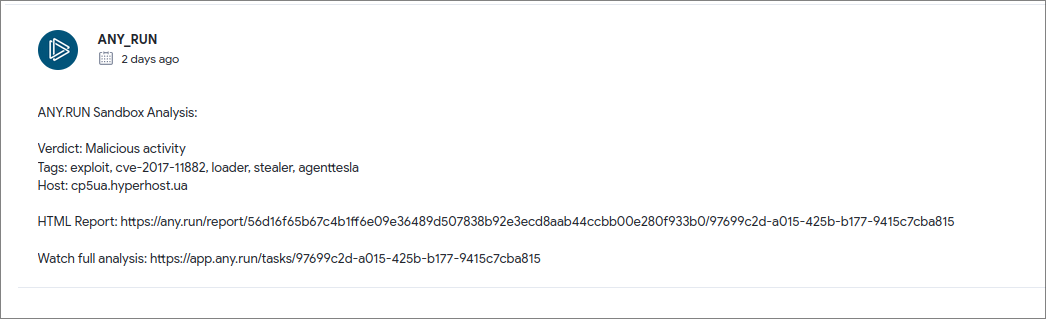 ANY_RUN
2 days ago
ANY.RUN Sandbox Analysis:
Verdict: Malicious activity
Tags: exploit, cve-2017-11882, loader, stealer, agenttesla
Host: cp5ua.hyperhost.ua
HTML Report: https://any.run/report/56d16f65b67c4b1ff6e09e36489d507838b92e3ecd8aab44ccbb00e280f933b0/97699c2d-a015-425b-b177-9415c7cba815
Watch full analysis: https://app.any.run/tasks/97699c2d-a015-425b-b177-9415c7cba815